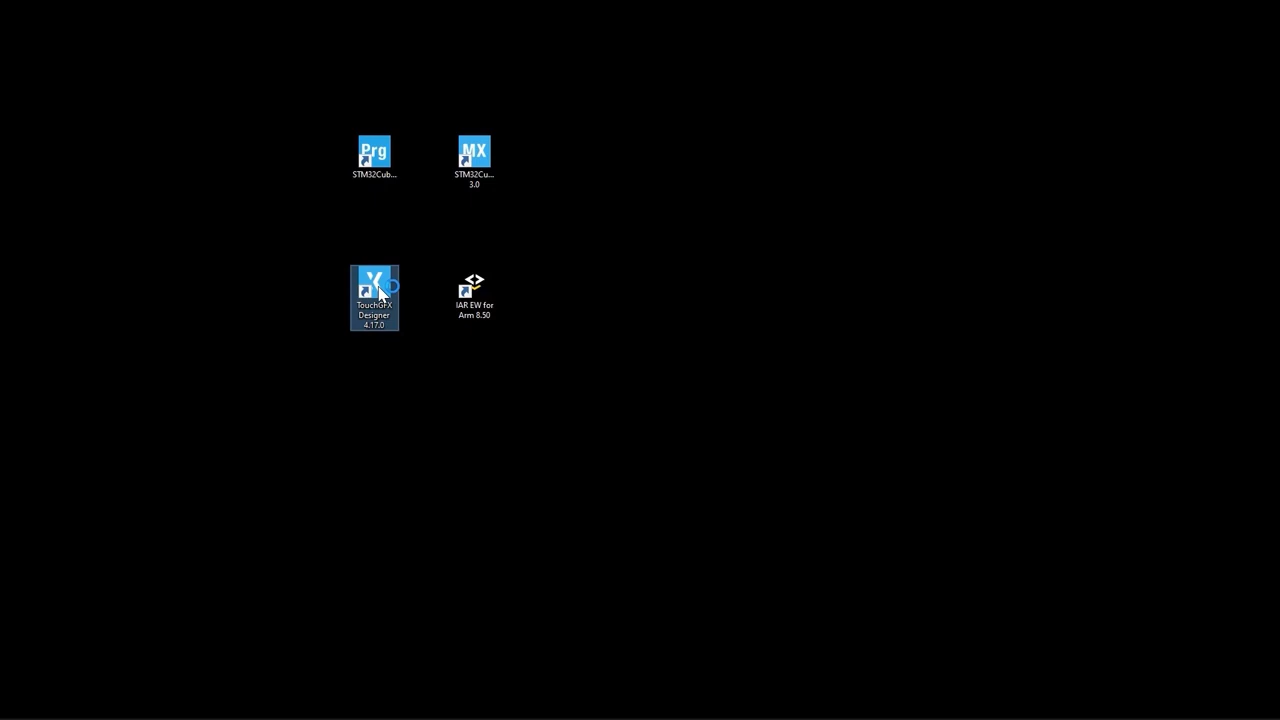 Prg
MX
STM32Cub...
STM32Cu...
3.0
TouchGFX
Designer
4.17.0
IAR EW for
Arm 8.50